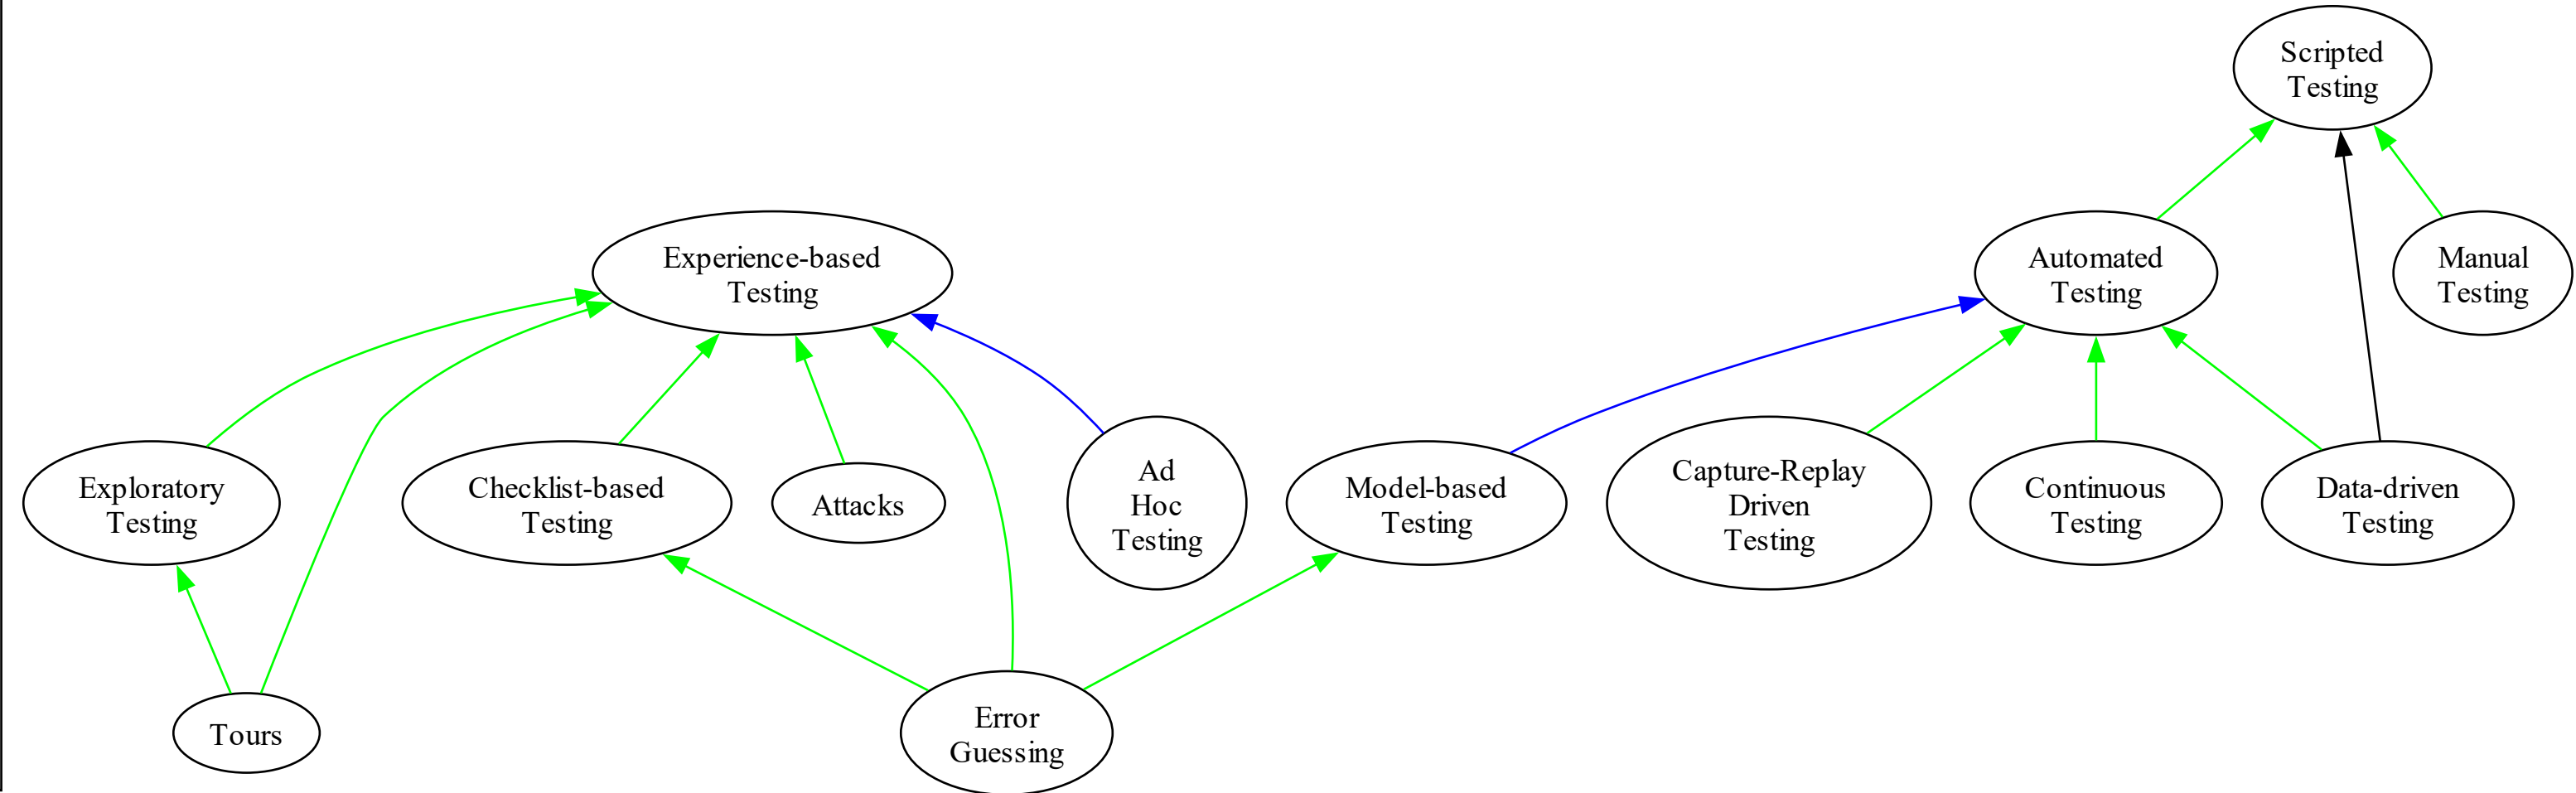 Scripted
Testing
Experience-based
Testing
Automated
Testing
Manual
Testing
Exploratory
Testing
Checklist-based
Testing
Attacks
Ad
Hoc
Testing
Model-based
Testing
Capture-Replay
Driven
Testing
Continuous
Testing
Data-driven
Testing
Tours
Error
Guessing